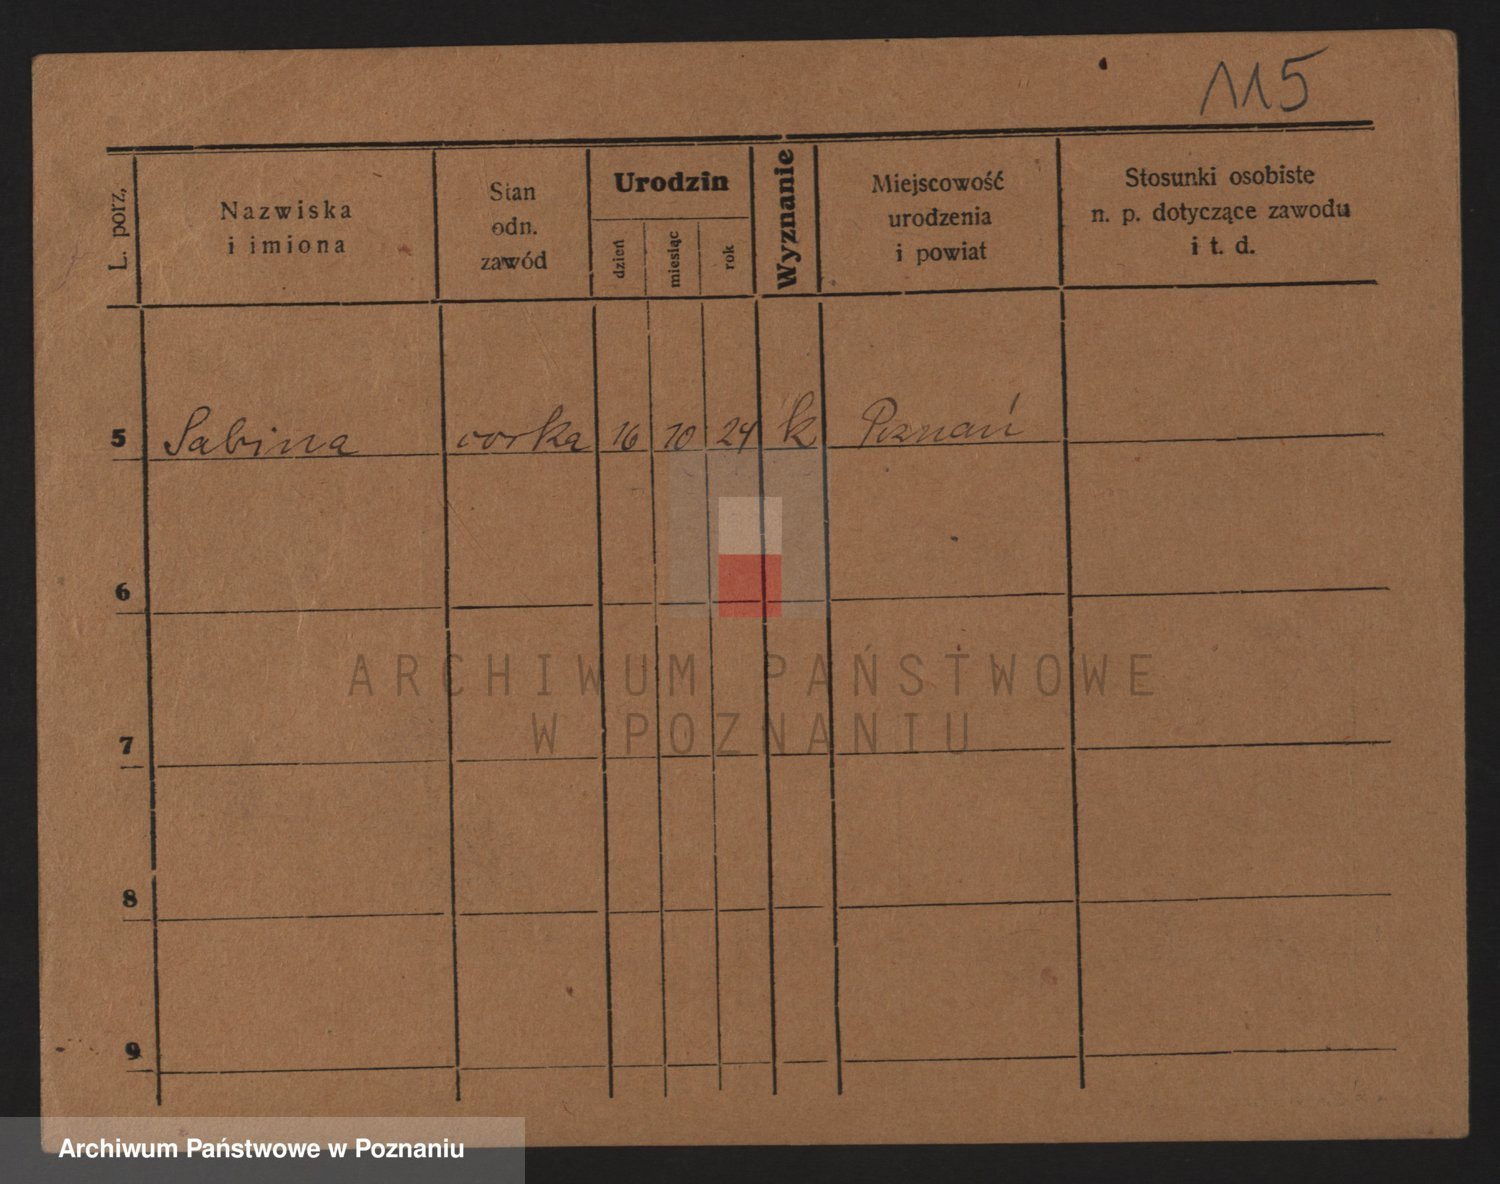 115
L. porz,
Nazwiska
i imiona
Stan
odn.
zawód
Urodzin
dzień
miesiąc
rok
Wyznanie
Miejscowość
urodzenia
i powiat
Stosunki osobiste
n. p. dotyczące zawodu
i t. d.
5 Sabina corka 16 10 24 k Poznań
6
7
8
9
ARCHIWUM PAŃSTWOWE
W POZNANIU
Archiwum Państwowe w Poznaniu